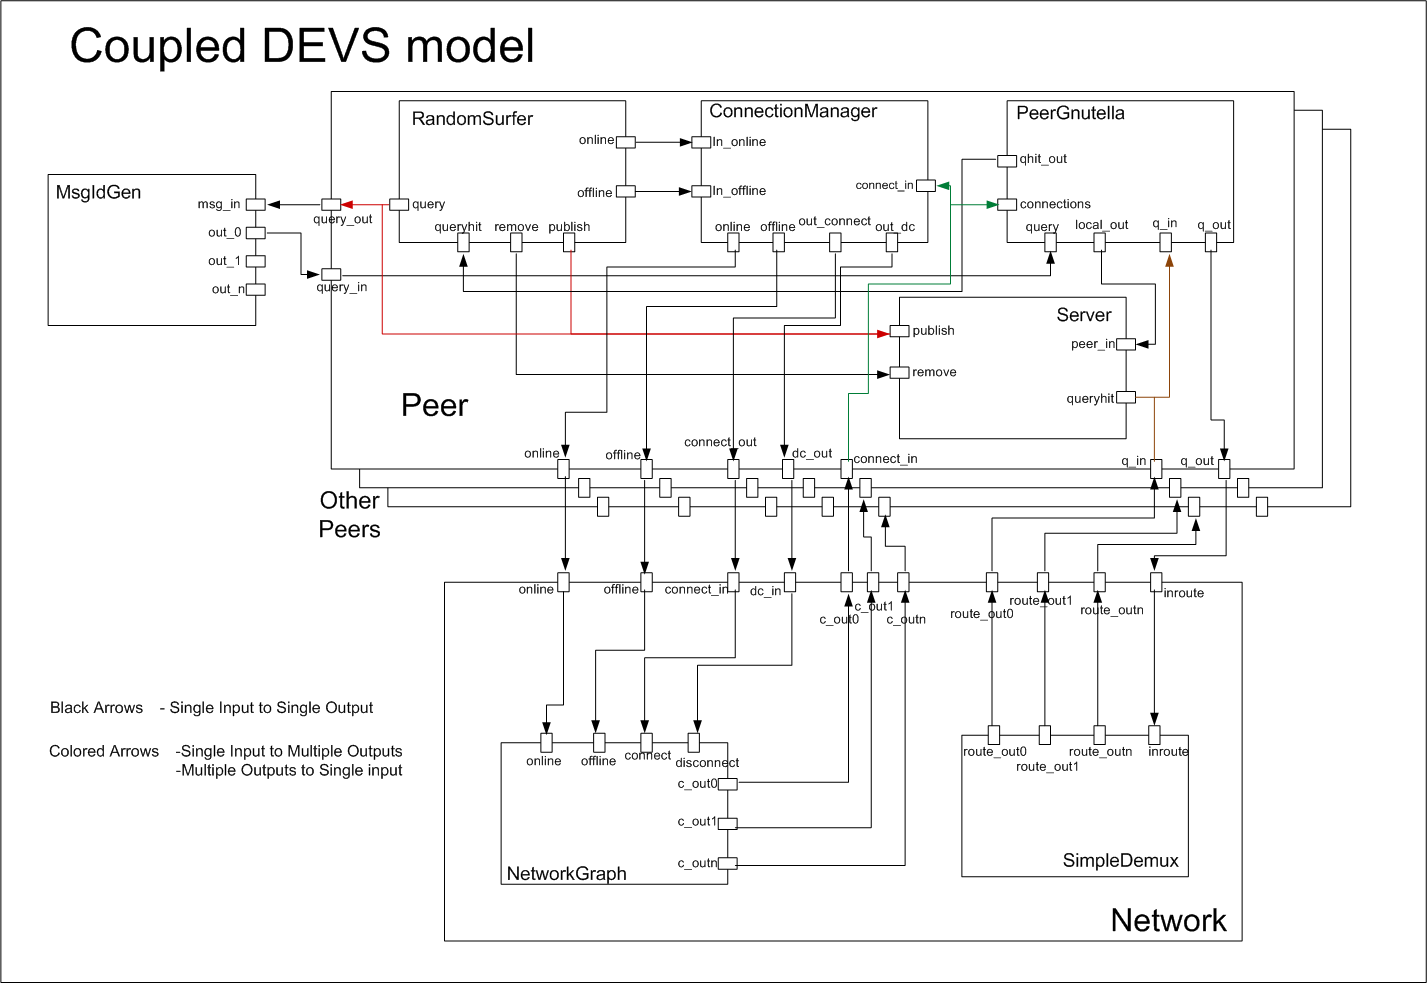 Coupled DEVS model
RandomSurfer
ConnectionManager
PeerGnutella
online
In_online
qhit_out
MsgIdGen
offline
In_offline
connect_in
msg_in
query_out
query
connections
queryhit
remove
publish
online
offline
out_connect
out_dc
query
local_out
q_in
q_out
out_0
out_1
out_n
query_in
Server
publish
peer_in
remove
queryhit
Peer
online
offline
connect_out
dc_out
connect_in
q_in
q_out
Other
Peers
online
offline
connect_in
dc_in
c_out0
c_out1
c_outn
route_out0
route_out1
route_outn
inroute
Black Arrows - Single Input to Single Output
Colored Arrows -Single Input to Multiple Outputs
-Multiple Outputs to Single input
online
offline
connect
disconnect
route_out0
route_out1
route_outn
inroute
c_out0
c_out1
c_outn
NetworkGraph
SimpleDemux
Network